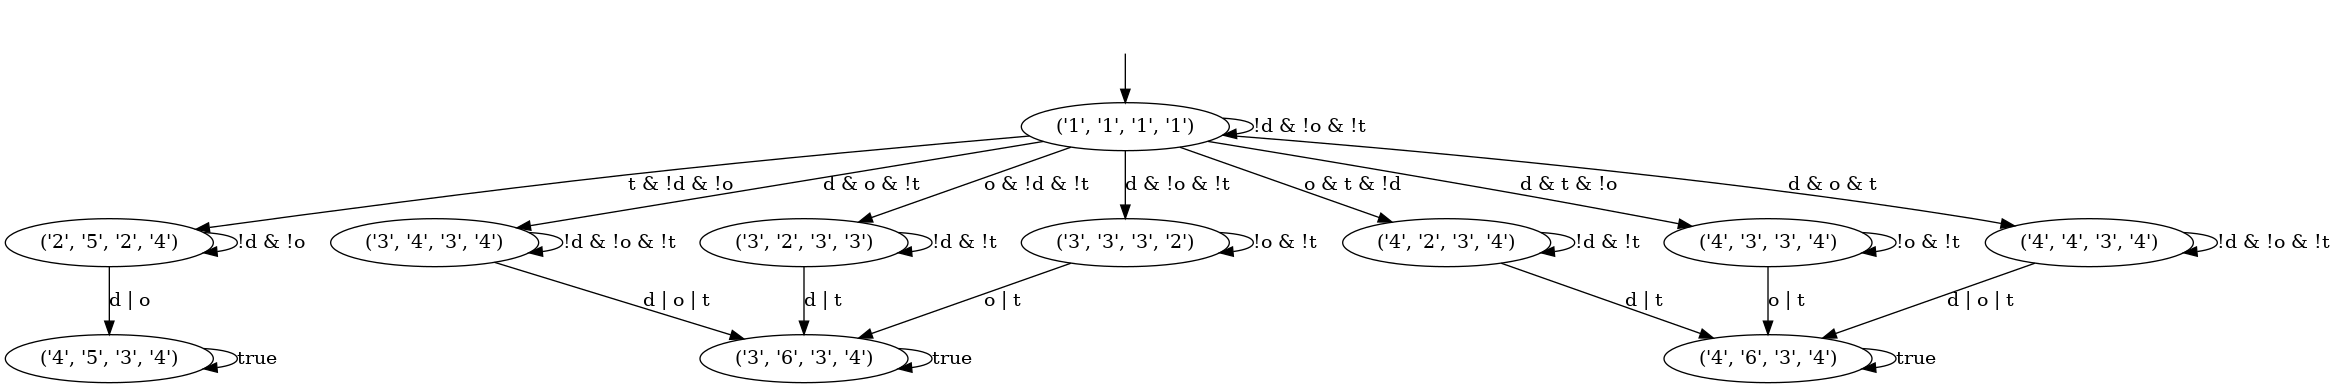 ('1', '1', '1', '1')
!d & !o & !t
t & !d & !o
d & o & !t
o & !d & !t
d & !o & !t
o & t & !d
d & t & !o
d & o & t
('2', '5', '2', '4')
!d & !o
('3', '4', '3', '4')
!d & !o & !t
('3', '2', '3', '3')
!d & !t
('3', '3', '3', '2')
!o & !t
('4', '2', '3', '4')
!d & !t
('4', '3', '3', '4')
!o & !t
('4', '4', '3', '4')
!d & !o & !t
d | o
d | o | t
d | t
o | t
d | t
o | t
d | o | t
('4', '5', '3', '4')
true
('3', '6', '3', '4')
true
('4', '6', '3', '4')
true